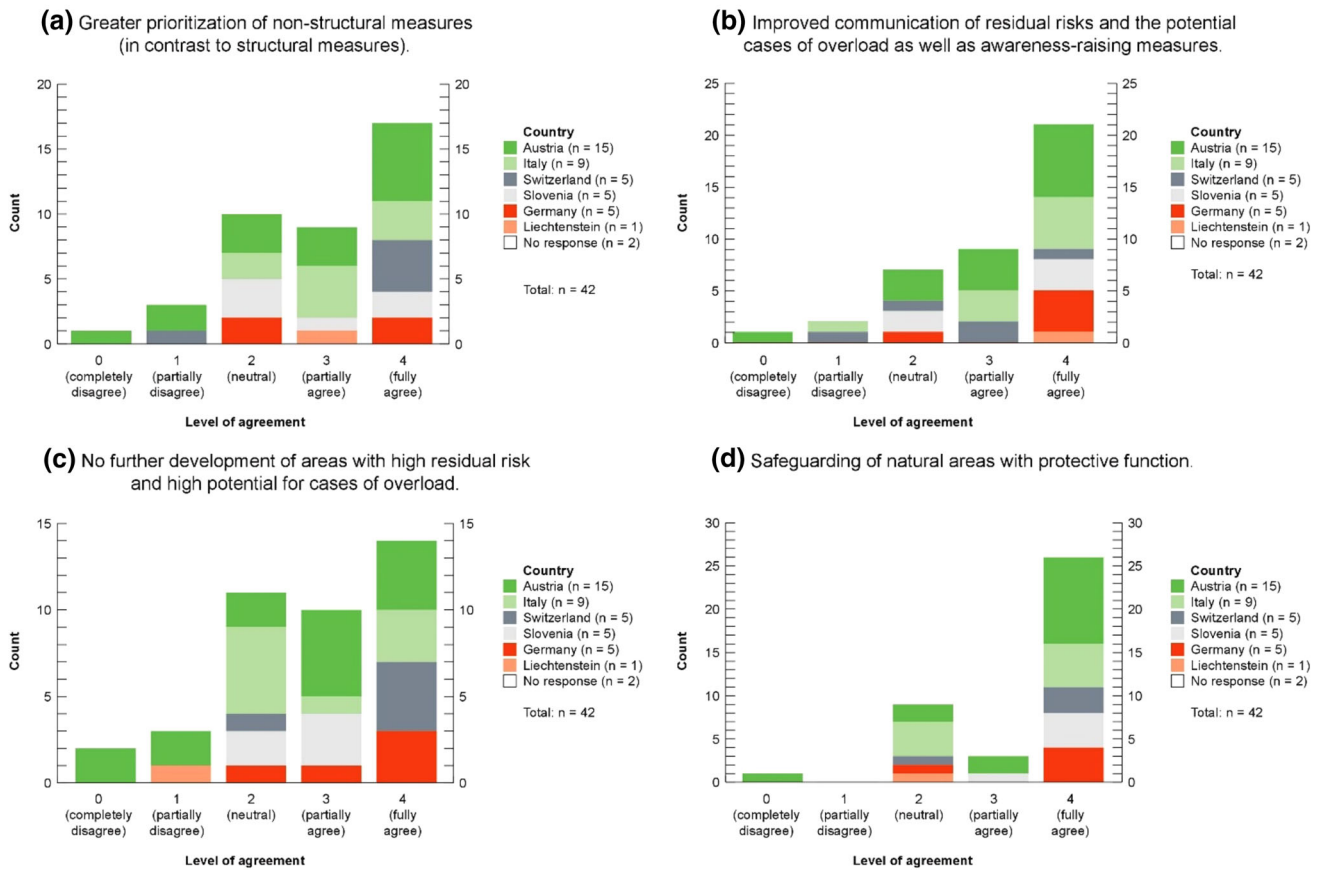 (a) Greater prioritization of non-structural measures
(in contrast to structural measures).
20
15
10
5
0
Count
20
15
10
5
0
0
(completely
disagree)
1
(partially
disagree)
2
(neutral)
3
(partially
agree)
4
(fully
agree)
Level of agreement
Country
Austria (n = 15)
Italy (n = 9)
Switzerland (n = 5)
Slovenia (n = 5)
Germany (n = 5)
Liechtenstein (n = 1)
No response (n = 2)
Total: n = 42
(b) Improved communication of residual risks and the potential
cases of overload as well as awareness-raising measures.
25
20
15
10
5
0
Count
25
20
15
10
5
0
0
(completely
disagree)
1
(partially
disagree)
2
(neutral)
3
(partially
agree)
4
(fully
agree)
Level of agreement
Country
Austria (n = 15)
Italy (n = 9)
Switzerland (n = 5)
Slovenia (n = 5)
Germany (n = 5)
Liechtenstein (n = 1)
No response (n = 2)
Total: n = 42
(c) No further development of areas with high residual risk
and high potential for cases of overload.
15
10
5
0
Count
15
10
5
0
0
(completely
disagree)
1
(partially
disagree)
2
(neutral)
3
(partially
agree)
4
(fully
agree)
Level of agreement
Country
Austria (n = 15)
Italy (n = 9)
Switzerland (n = 5)
Slovenia (n = 5)
Germany (n = 5)
Liechtenstein (n = 1)
No response (n = 2)
Total: n = 42
(d) Safeguarding of natural areas with protective function.
30
25
20
15
10
5
0
Count
30
25
20
15
10
5
0
0
(completely
disagree)
1
(partially
disagree)
2
(neutral)
3
(partially
agree)
4
(fully
agree)
Level of agreement
Country
Austria (n = 15)
Italy (n = 9)
Switzerland (n = 5)
Slovenia (n = 5)
Germany (n = 5)
Liechtenstein (n = 1)
No response (n = 2)
Total: n = 42